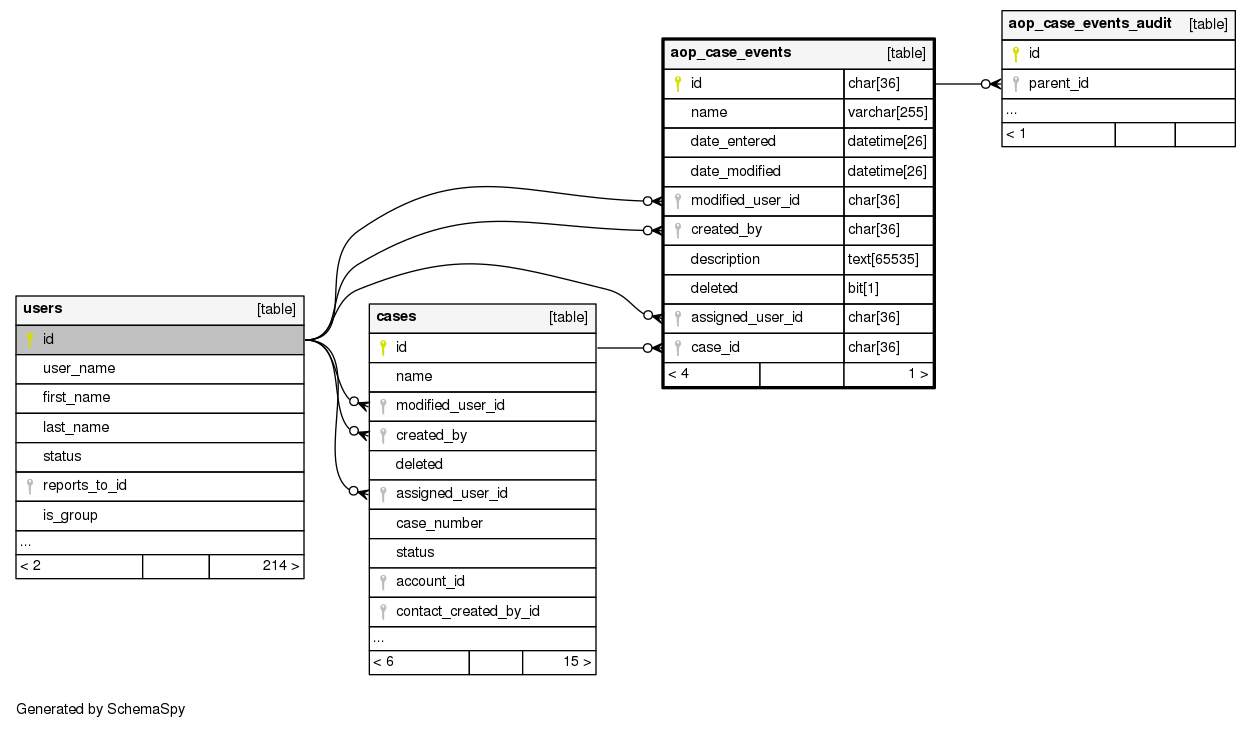 aop_case_events_audit [table]
id
parent_id
...
< 1
aop_case_events [table]
id char[36]
name varchar[255]
date_entered datetime[26]
date_modified datetime[26]
modified_user_id char[36]
created_by char[36]
description text[65535]
deleted bit[1]
assigned_user_id char[36]
case_id char[36]
< 4 1 >
users [table]
id
user_name
first_name
last_name
status
reports_to_id
is_group
...
< 2 214 >
cases [table]
id
name
modified_user_id
created_by
deleted
assigned_user_id
case_number
status
account_id
contact_created_by_id
...
< 6 15 >
Generated by SchemaSpy